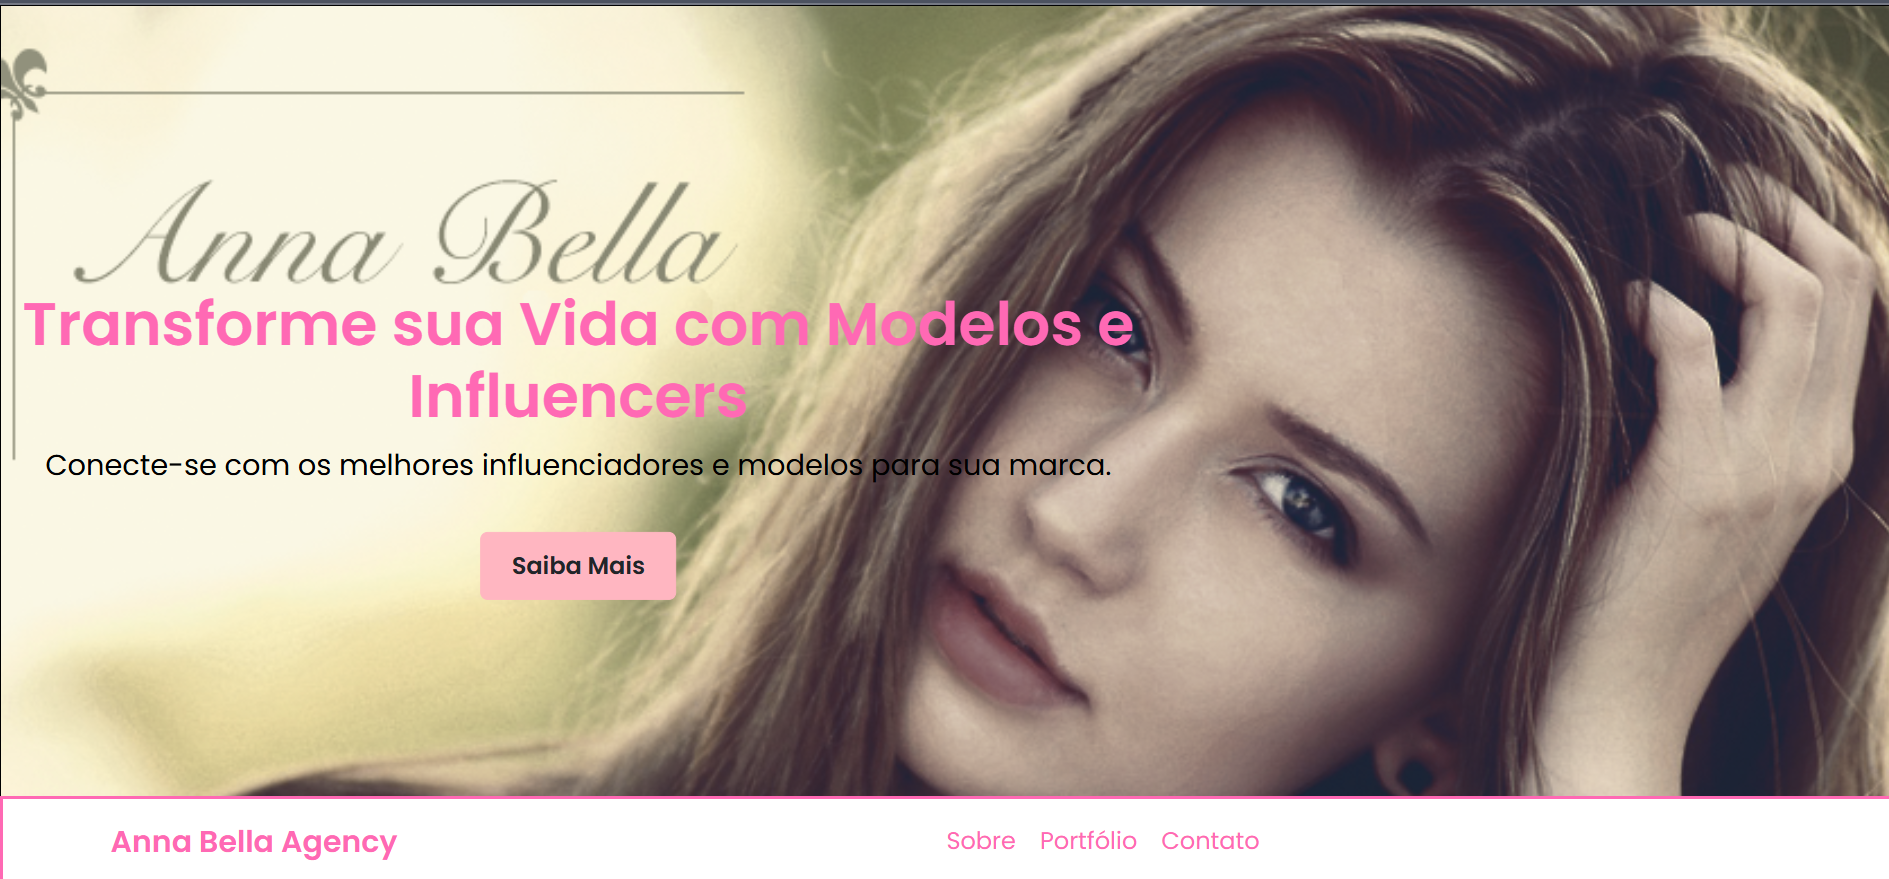 Anna Bella
Transforme sua Vida com Modelos e
Influencers
Conecte-se com os melhores influenciadores e modelos para sua marca.
Saiba Mais
Anna Bella Agency
Sobre Portfólio Contato